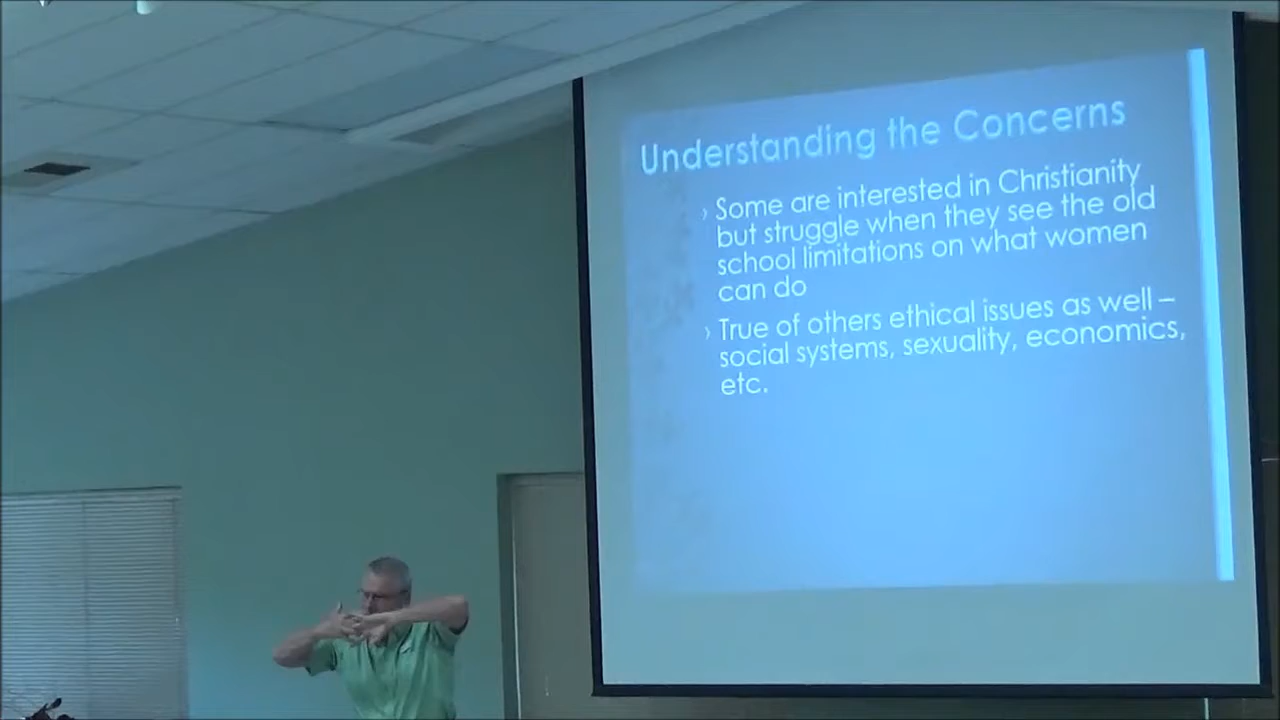 Understanding the Concerns
› Some are interested in Christianity
but struggle when they see the old
school limitations on what women
can do
› True of others ethical issues as well –
social systems, sexuality, economics,
etc.